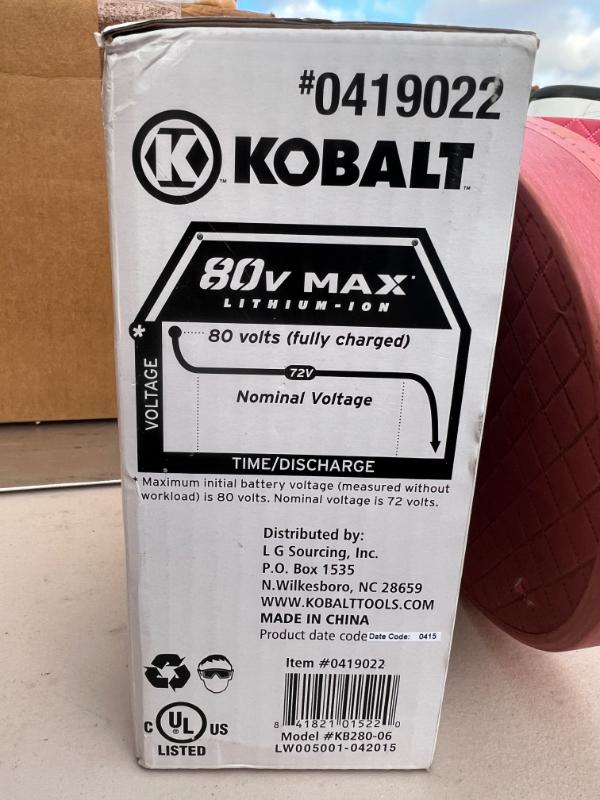 #0419022
K KOBALT™
80V MAX*
LITHIUM-ION
80 volts (fully charged)
*
VOLTAGE
72V
Nominal Voltage
TIME/DISCHARGE
* Maximum initial battery voltage (measured without
workload) is 80 volts. Nominal voltage is 72 volts.
Distributed by:
L G Sourcing, Inc.
P.O. Box 1535
N.Wilkesboro, NC 28659
WWW.KOBALTTOOLS.COM
MADE IN CHINA
Product date code Date Code: 0415
Item #0419022
8 41821 01522 0
Model #KB280-06
LW005001-042015
C UL US
LISTED